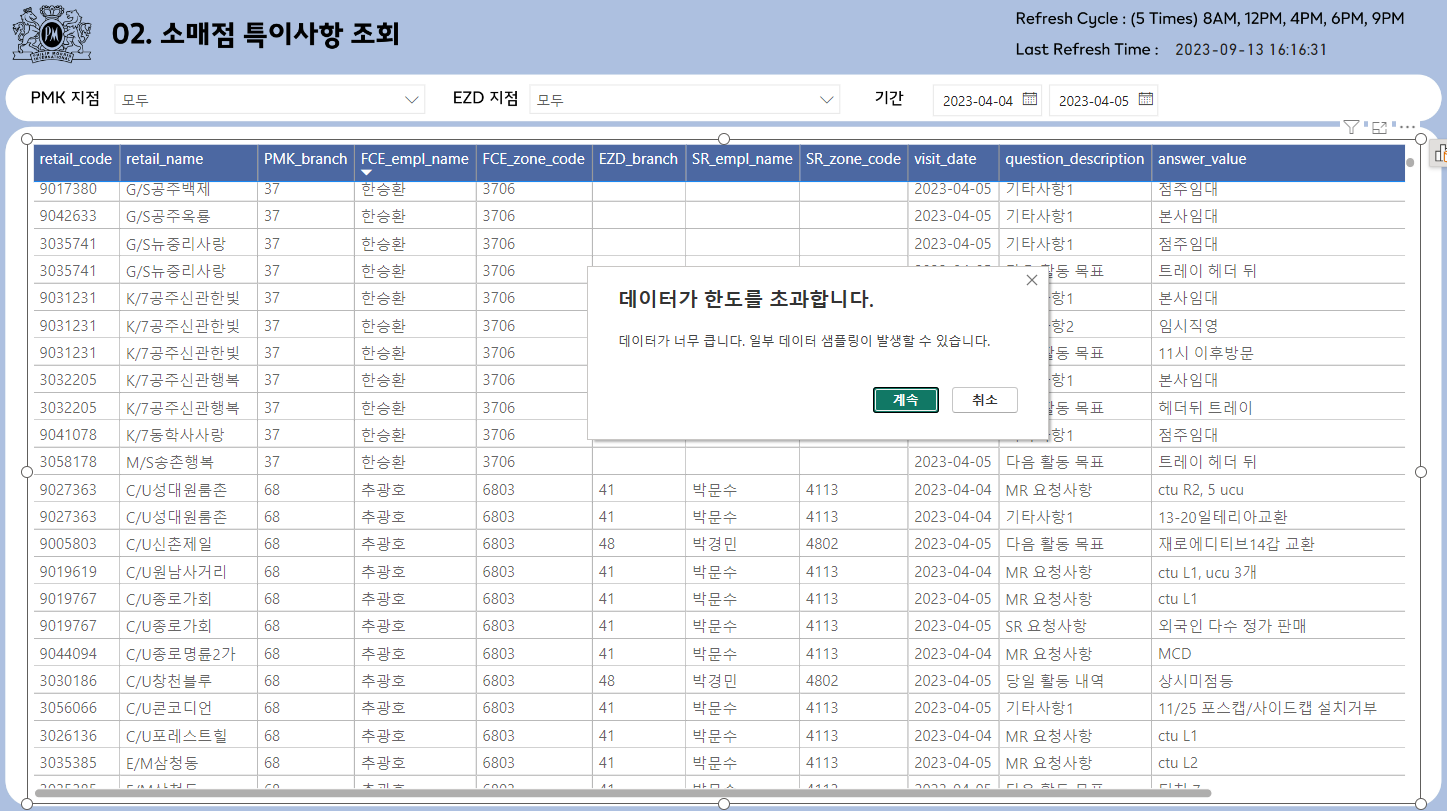 02. 소매점 특이사항 조회
Refresh Cycle : (5 Times) 8AM, 12PM, 4PM, 6PM, 9PM
Last Refresh Time : 2023-09-13 16:16:31
PMK 지점 모두 EZD 지점 모두 기간 2023-04-04 2023-04-05
retail_code retail_name PMK_branch FCE_empl_name FCE_zone_code EZD_branch SR_empl_name SR_zone_code visit_date question_description answer_value
9017380 G/S공주백제 37 한승환 3706 2023-04-05 기타사항1 점주임대
9042633 G/S공주옥룡 37 한승환 3706 2023-04-05 기타사항1 본사임대
3035741 G/S뉴중리사랑 37 한승환 3706 2023-04-05 기타사항1 점주임대
3035741 G/S뉴중리사랑 37 한승환 3706 활동 목표 트레이 헤더 뒤
9031231 K/7공주신관한빛 37 한승환 3706 본사임대
9031231 K/7공주신관한빛 37 한승환 3706 임시직영
9031231 K/7공주신관한빛 37 한승환 3706 목표 11시 이후방문
3032205 K/7공주신관행복 37 한승환 3706 본사임대
3032205 K/7공주신관행복 37 한승환 3706 목표 헤더뒤 트레이
9041078 K/7동학사사랑 37 한승환 3706 점주임대
3058178 M/S송촌행복 37 한승환 3706 2023-04-05 다음 활동 목표 트레이 헤더 뒤
9027363 C/U성대원룸촌 68 추광호 6803 41 박문수 4113 2023-04-04 MR 요청사항 ctu R2, 5 ucu
9027363 C/U성대원룸촌 68 추광호 6803 41 박문수 4113 2023-04-04 기타사항1 13-20일테리아교환
9005803 C/U신존제일 68 추광호 6803 48 박경민 4802 2023-04-05 다음 활동 목표 재로에디티브14갑 교환
9019619 C/U원남사거리 68 추광호 6803 41 박문수 4113 2023-04-04 MR 요청사항 ctu L1, ucu 3개
9019767 C/U종로가회 68 추광호 6803 41 박문수 4113 2023-04-05 MR 요청사항 ctu L1
9019767 C/U종로가회 68 추광호 6803 41 박문수 4113 2023-04-05 SR 요청사항 외국인 다수 정가 판매
9044094 C/U종로명륜2가 68 추광호 6803 41 박문수 4113 2023-04-04 MR 요청사항 MCD
3030186 C/U창천블루 68 추광호 6803 48 박경민 4802 2023-04-05 당일 활동 내역 상시미점등
3056066 C/U콘코디언 68 추광호 6803 41 박문수 4113 2023-04-05 기타사항1 11/25 포스캡/사이드캡 설치거부
3026136 C/U포레스트힐 68 추광호 6803 41 박문수 4113 2023-04-04 MR 요청사항 ctu L1
3035385 E/M삼청동 68 추광호 6803 41 박문수 4113 2023-04-05 MR 요청사항 ctu L2
데이터가 한도를 초과합니다.
데이터가 너무 큽니다. 일부 데이터 샘플링이 발생할 수 있습니다.
계속 취소